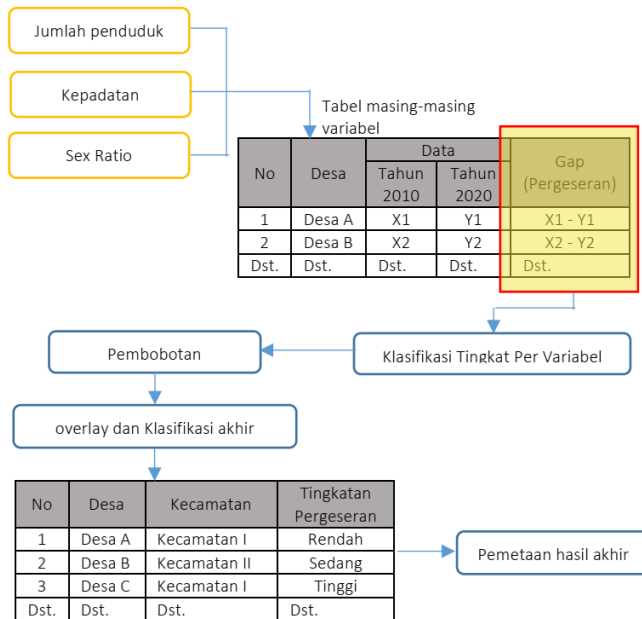 Jumlah penduduk
Kepadatan
Sex Ratio
Tabel masing-masing
variabel
No Desa Data Gap
(Pergeseran)
Tahun
2010 Tahun
2020
1 Desa A X1 Y1 X1 - Y1
2 Desa B X2 Y2 X2 - Y2
Dst. Dst. Dst. Dst. Dst.
Pembobotan
Klasifikasi Tingkat Per Variabel
overlay dan Klasifikasi akhir
No Desa Kecamatan Tingkatan
Pergeseran
1 Desa A Kecamatan I Rendah
2 Desa B Kecamatan II Sedang
3 Desa C Kecamatan I Tinggi
Dst. Dst. Dst. Dst.
Pemetaan hasil akhir